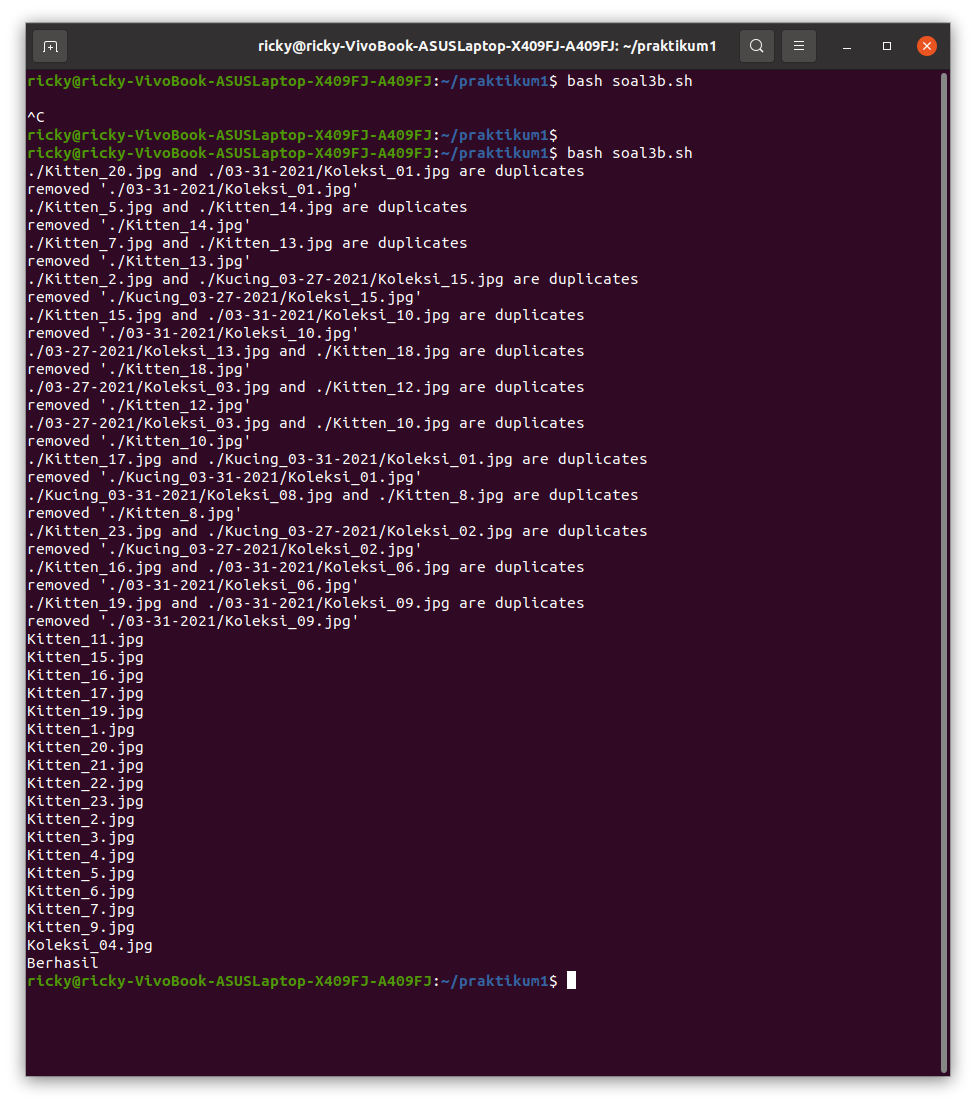 ricky@ricky-VivoBook-ASUSLaptop-X409FJ-A409FJ: ~/praktikum1
ricky@ricky-VivoBook-ASUSLaptop-X409FJ-A409FJ:~/praktikum1$ bash soal3b.sh
^C
ricky@ricky-VivoBook-ASUSLaptop-X409FJ-A409FJ:~/praktikum1$
ricky@ricky-VivoBook-ASUSLaptop-X409FJ-A409FJ:~/praktikum1$ bash soal3b.sh
./Kitten_20.jpg and ./03-31-2021/Koleksi_01.jpg are duplicates
removed './03-31-2021/Koleksi_01.jpg'
./Kitten_5.jpg and ./Kitten_14.jpg are duplicates
removed './Kitten_14.jpg'
./Kitten_7.jpg and ./Kitten_13.jpg are duplicates
removed './Kitten_13.jpg'
./Kitten_2.jpg and ./Kucing_03-27-2021/Koleksi_15.jpg are duplicates
removed './Kucing_03-27-2021/Koleksi_15.jpg'
./Kitten_15.jpg and ./03-31-2021/Koleksi_10.jpg are duplicates
removed './03-31-2021/Koleksi_10.jpg'
./03-27-2021/Koleksi_13.jpg and ./Kitten_18.jpg are duplicates
removed './Kitten_18.jpg'
./03-27-2021/Koleksi_03.jpg and ./Kitten_12.jpg are duplicates
removed './Kitten_12.jpg'
./03-27-2021/Koleksi_03.jpg and ./Kitten_10.jpg are duplicates
removed './Kitten_10.jpg'
./Kitten_17.jpg and ./Kucing_03-31-2021/Koleksi_01.jpg are duplicates
removed './Kucing_03-31-2021/Koleksi_01.jpg'
./Kucing_03-31-2021/Koleksi_08.jpg and ./Kitten_8.jpg are duplicates
removed './Kitten_8.jpg'
./Kitten_23.jpg and ./Kucing_03-27-2021/Koleksi_02.jpg are duplicates
removed './Kucing_03-27-2021/Koleksi_02.jpg'
./Kitten_16.jpg and ./03-31-2021/Koleksi_06.jpg are duplicates
removed './03-31-2021/Koleksi_06.jpg'
./Kitten_19.jpg and ./03-31-2021/Koleksi_09.jpg are duplicates
removed './03-31-2021/Koleksi_09.jpg'
Kitten_11.jpg
Kitten_15.jpg
Kitten_16.jpg
Kitten_17.jpg
Kitten_19.jpg
Kitten_1.jpg
Kitten_20.jpg
Kitten_21.jpg
Kitten_22.jpg
Kitten_23.jpg
Kitten_2.jpg
Kitten_3.jpg
Kitten_4.jpg
Kitten_5.jpg
Kitten_6.jpg
Kitten_7.jpg
Kitten_9.jpg
Koleksi_04.jpg
Berhasil
ricky@ricky-VivoBook-ASUSLaptop-X409FJ-A409FJ:~/praktikum1$